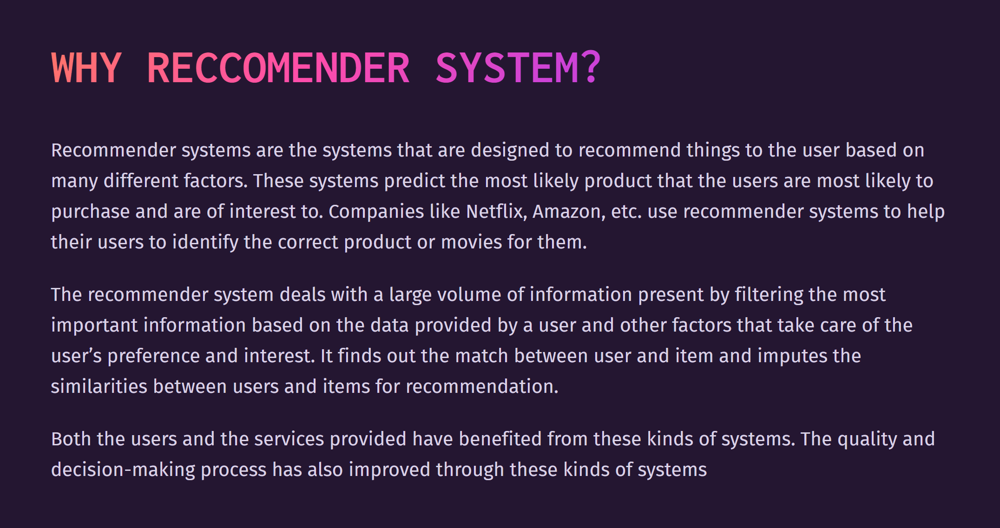 WHY RECCOMENDER SYSTEM?
Recommender systems are the systems that are designed to recommend things to the user based on
many different factors. These systems predict the most likely product that the users are most likely to
purchase and are of interest to. Companies like Netflix, Amazon, etc. use recommender systems to help
their users to identify the correct product or movies for them.
The recommender system deals with a large volume of information present by filtering the most
important information based on the data provided by a user and other factors that take care of the
user’s preference and interest. It finds out the match between user and item and imputes the
similarities between users and items for recommendation.
Both the users and the services provided have benefited from these kinds of systems. The quality and
decision-making process has also improved through these kinds of systems